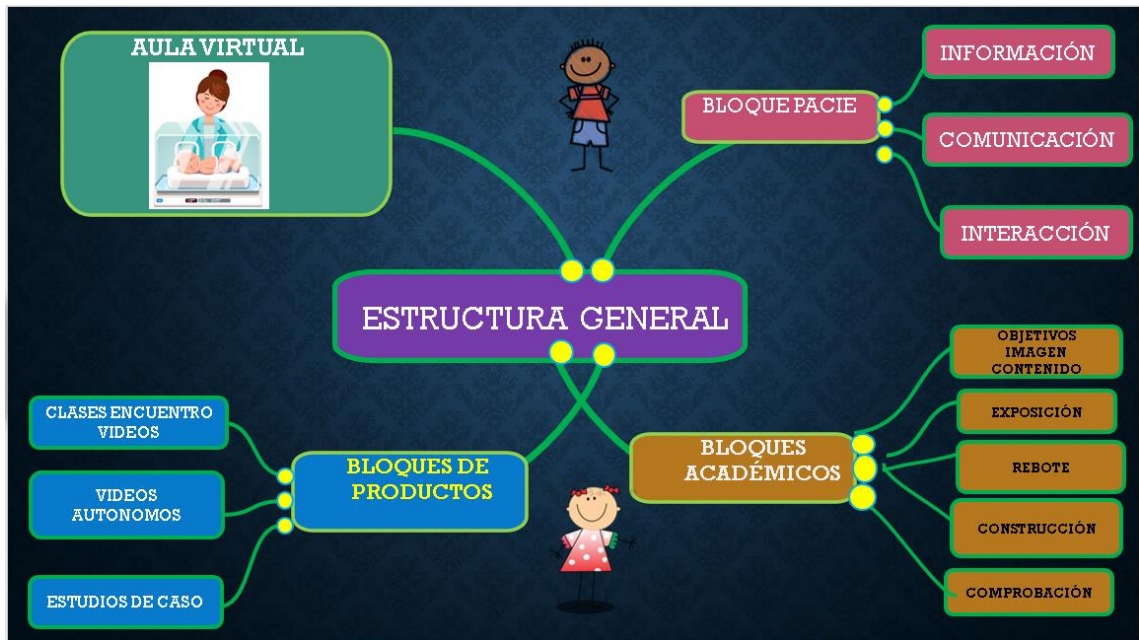 AULA VIRTUAL
BLOQUE PACIE
INFORMACIÓN
COMUNICACIÓN
INTERACCIÓN
ESTRUCTURA GENERAL
CLASES ENCUENTRO
VIDEOS
VIDEOS
AUTONOMOS
ESTUDIOS DE CASO
BLOQUES DE
PRODUCTOS
BLOQUES
ACADÉMICOS
OBJETIVOS
IMAGEN
CONTENIDO
EXPOSICIÓN
REBOTE
CONSTRUCCIÓN
COMPROBACIÓN